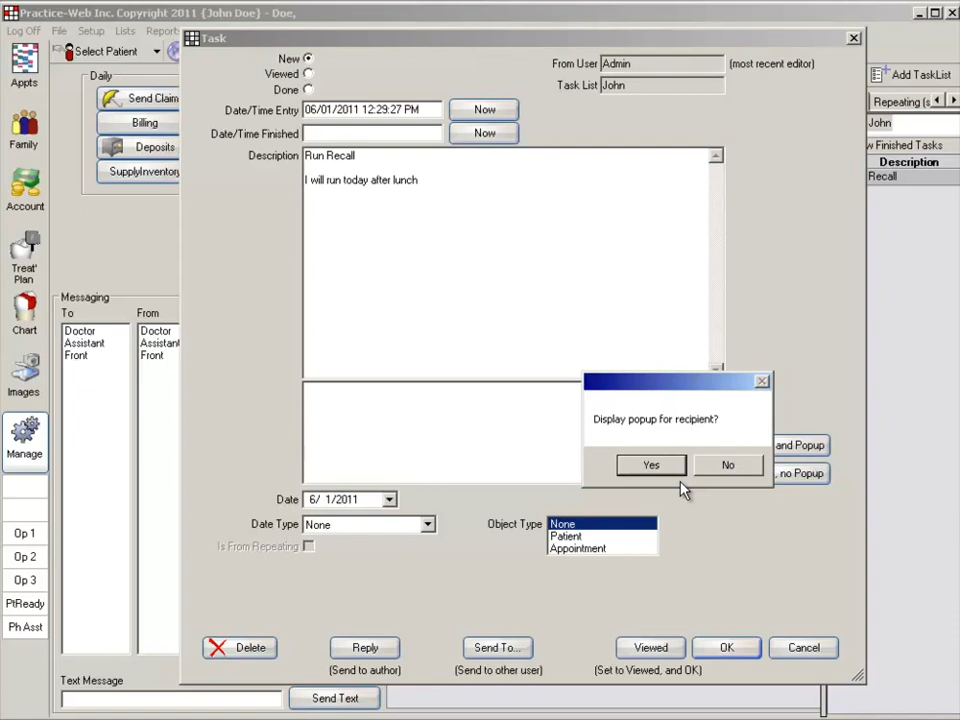 Practice-Web Inc. Copyright 2011 {John Doe} - Doe,
Log Off File Setup Lists Reports
Select Patient
Add TaskList
Task
New
Viewed
Done
From User Admin (most recent editor)
Task List John
Date/Time Entry 06/01/2011 12:29:27 PM Now
Date/Time Finished Now
Description Run Recall
I will run today after lunch
Daily
Send Claim
Billing
Deposits
SupplyInventory
Repeating (s
John
w Finished Tasks
Description
Recall
Appts
Family
Account
Treat'
Plan
Chart
Images
Manage
Op 1
Op 2
Op 3
PtReady
Ph Asst
Messaging
To From
Doctor Doctor
Assistant Assistant
Front Front
Display popup for recipient?
Yes No
and Popup
, no Popup
Date 6/ 1/2011
Date Type None
Is From Repeating
Object Type None
Patient
Appointment
Delete Reply Send To... Viewed OK Cancel
(Send to author) (Send to other user) (Set to Viewed, and OK)
Text Message
Send Text